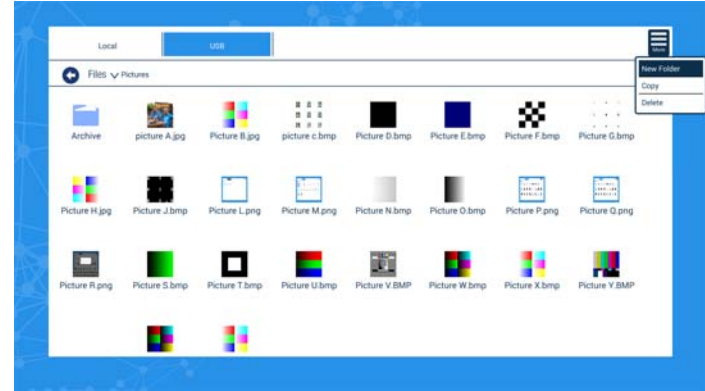 Local
USB
More
New Folder
Files Pictures
Copy
Delete
Archive
picture A.jpg
Picture B.jpg
picture c.bmp
Picture D.bmp
Picture E.bmp
Picture F.bmp
Picture G.bmp
Picture H.jpg
Picture J.bmp
Picture L.png
Picture M.png
Picture N.bmp
Picture O.bmp
Picture P.png
Picture Q.png
Picture R.png
Picture S.bmp
Picture T.bmp
Picture U.bmp
Picture V.BMP
Picture W.bmp
Picture X.bmp
Picture Y.BMP